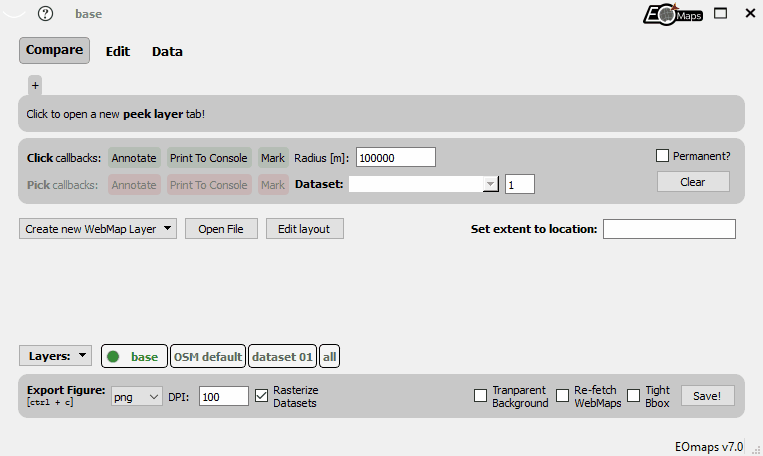 ? base EO Maps
Compare Edit Data
+
Click to open a new peek layer tab!
Click callbacks: Annotate Print To Console Mark Radius [m]: 100000 Permanent?
Pick callbacks: Annotate Print To Console Mark Dataset: 1 Clear
Create new WebMap Layer Open File Edit layout Set extent to location:
Layers: base OSM default dataset 01 all
Export Figure:
[ctrl + c]
png DPI: 100
Rasterize
Datasets
Tranparent
Background
Re-fetch
WebMaps
Tight
Bbox
Save!
EOmaps v7.0